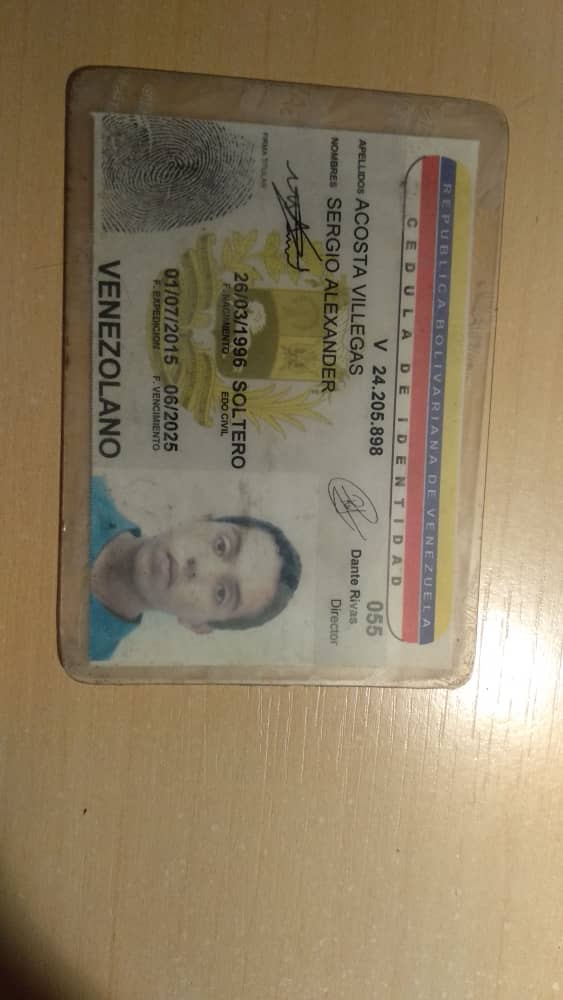 REPUBLICA BOLIVARIANA DE VENEZUELA
CEDULA DE IDENTIDAD
V 24.205.898
055
APELLIDOS ACOSTA VILLEGAS
Dante Rivas
Director
NOMBRES SERGIO ALEXANDER
FIRMA TITULAR
26/03/1996 SOLTERO
F. NACIMIENTO EDO CIVIL
01/07/2015 06/2025
F. EXPEDICION F. VENCIMIENTO
VENEZOLANO